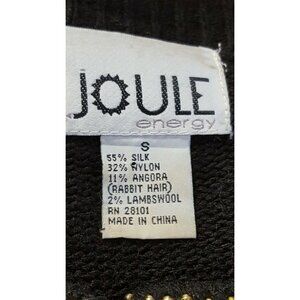 JOULE
energy
S
55% SILK
32% NYLON
11% ANGORA
(RABBIT HAIR)
2% LAMBSWOOL
RN 28101
MADE IN CHINA